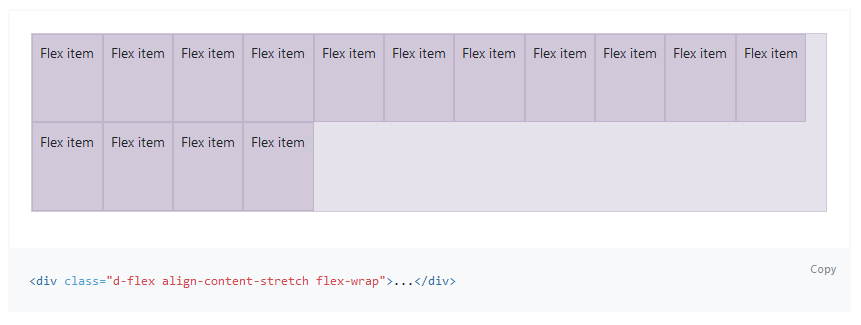 Flex item Flex item Flex item Flex item Flex item Flex item Flex item Flex item Flex item Flex item Flex item
Flex item Flex item Flex item Flex item
Copy
<div class="d-flex align-content-stretch flex-wrap">...</div>